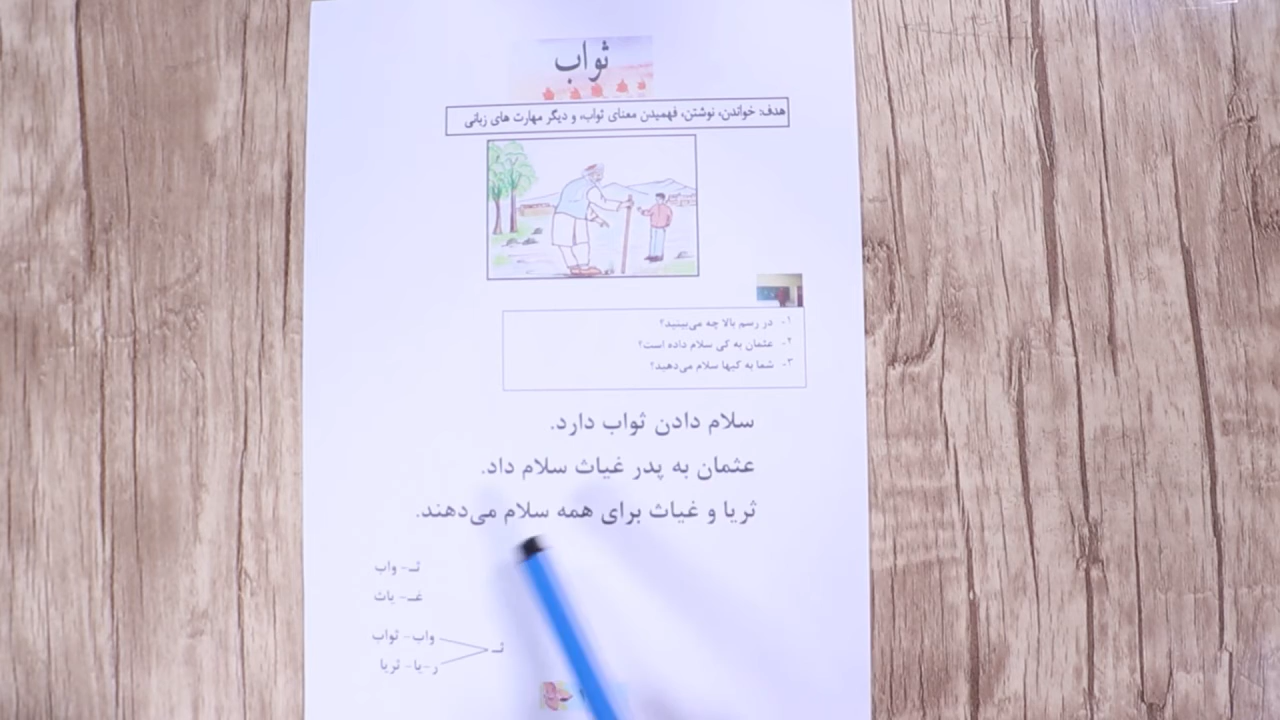 ثواب
هدف: خواندن، نوشتن، فهمیدن معنای ثواب، و دیگر مهارت های زبانی
۱- در رسم بالا چه می‌بینید؟
۲- عثمان به کی سلام داده است؟
۳- شما به کیها سلام می‌دهید؟
سلام دادن ثواب دارد.
عثمان به پدر غیاث سلام داد.
ثریا و غیاث برای همه سلام می‌دهند.
ثـ- واب
غـ- یاث
واب- ثواب
ثـ
ر-یا- ثریا